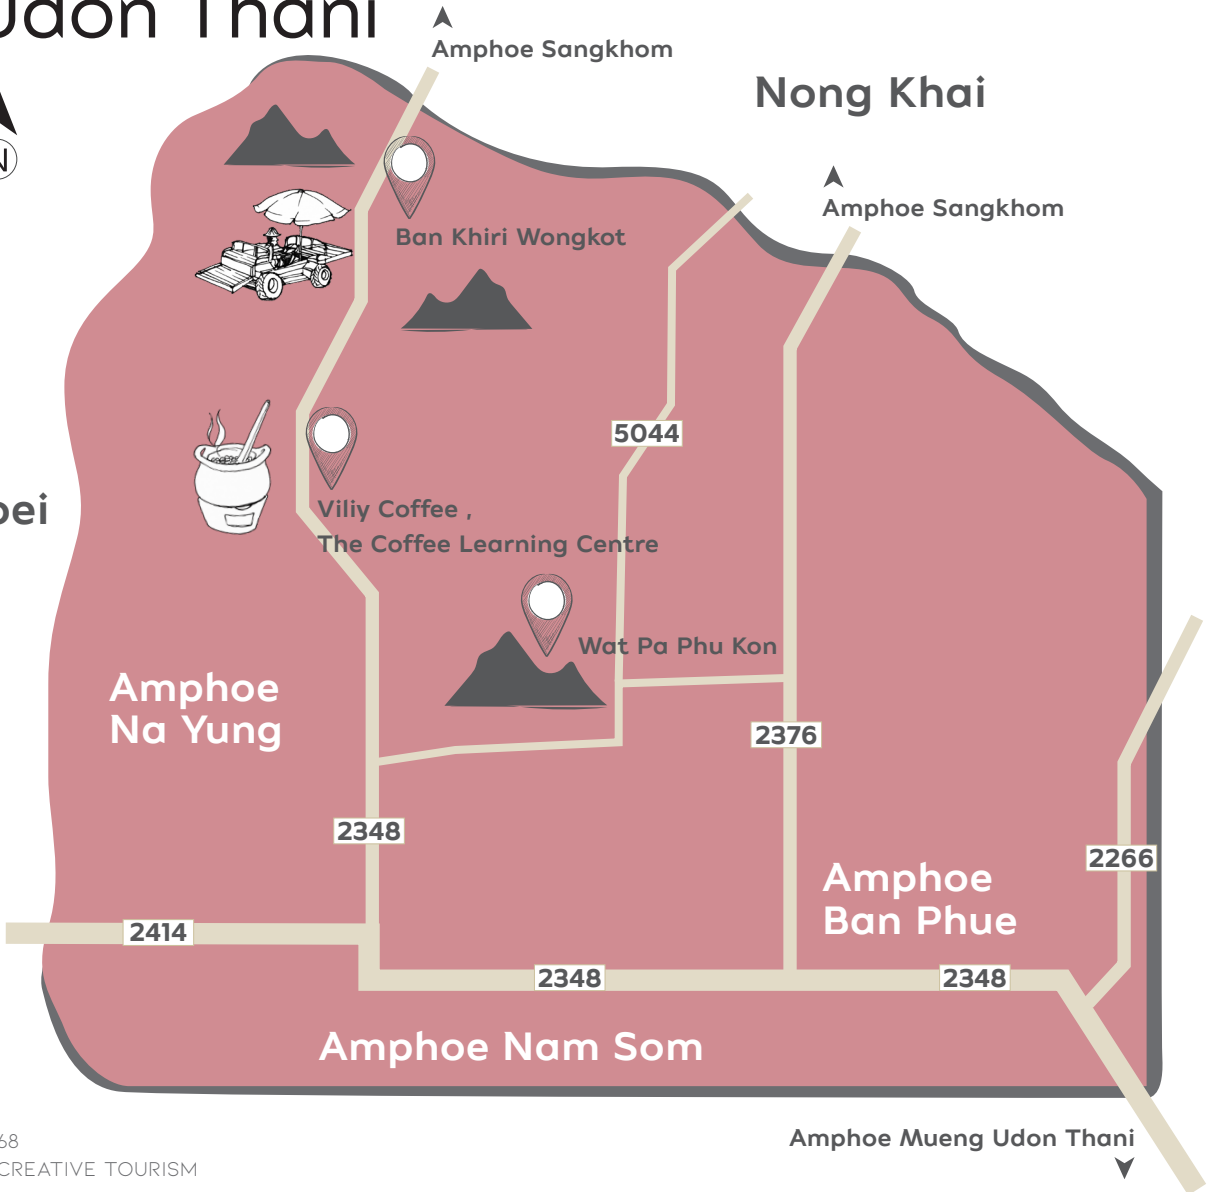 Udon Thani
Amphoe Sangkhom
Nong Khai
N
Amphoe Sangkhom
Ban Khiri Wongkot
5044
oei
Viliy Coffee ,
The Coffee Learning Centre
Wat Pa Phu Kon
Amphoe
Na Yung
2376
2348
2266
Amphoe
Ban Phue
2414
2348
2348
Amphoe Nam Som
Amphoe Mueng Udon Thani
68
CREATIVE TOURISM